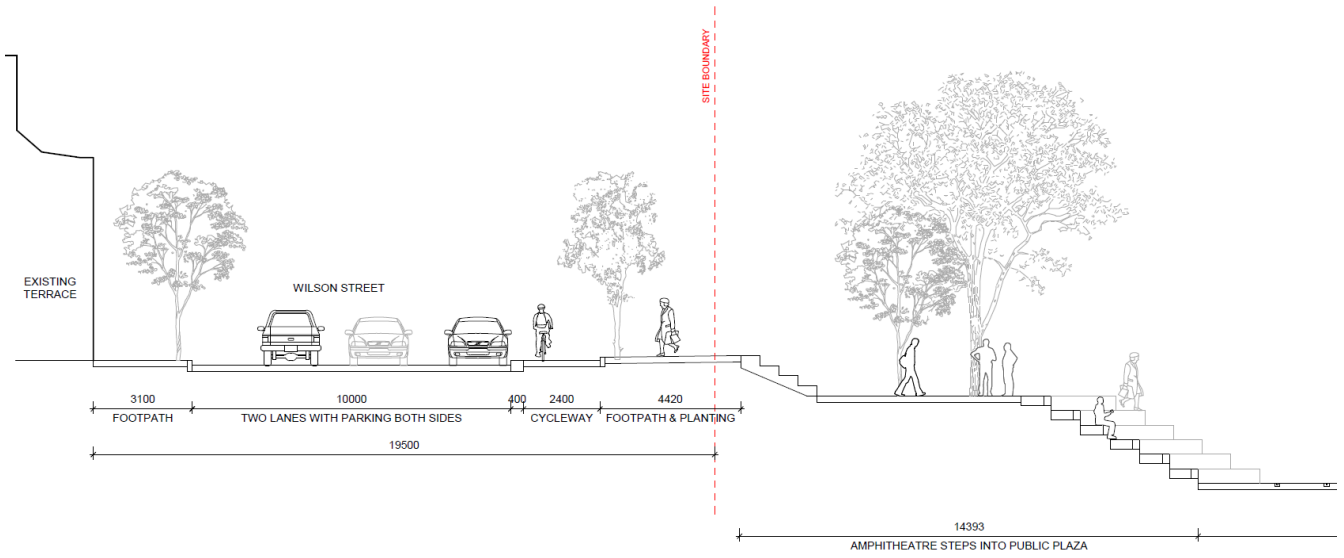 SITE BOUNDARY
EXISTING
TERRACE
WILSON STREET
3100
10000
400
2400
4420
FOOTPATH
TWO LANES WITH PARKING BOTH SIDES
CYCLEWAY
FOOTPATH & PLANTING
19500
14393
AMPHITHEATRE STEPS INTO PUBLIC PLAZA